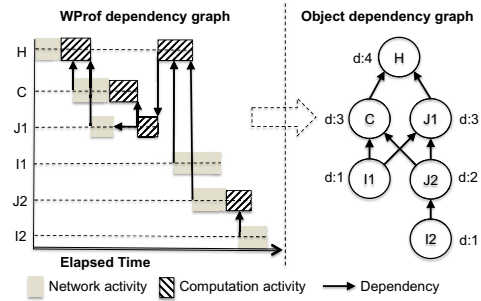 WProf dependency graph
Object dependency graph
H
C
J1
I1
J2
I2
Elapsed Time
d:4 H
d:3 C J1 d:3
d:1 I1 J2 d:2
I2 d:1
Network activity Computation activity Dependency